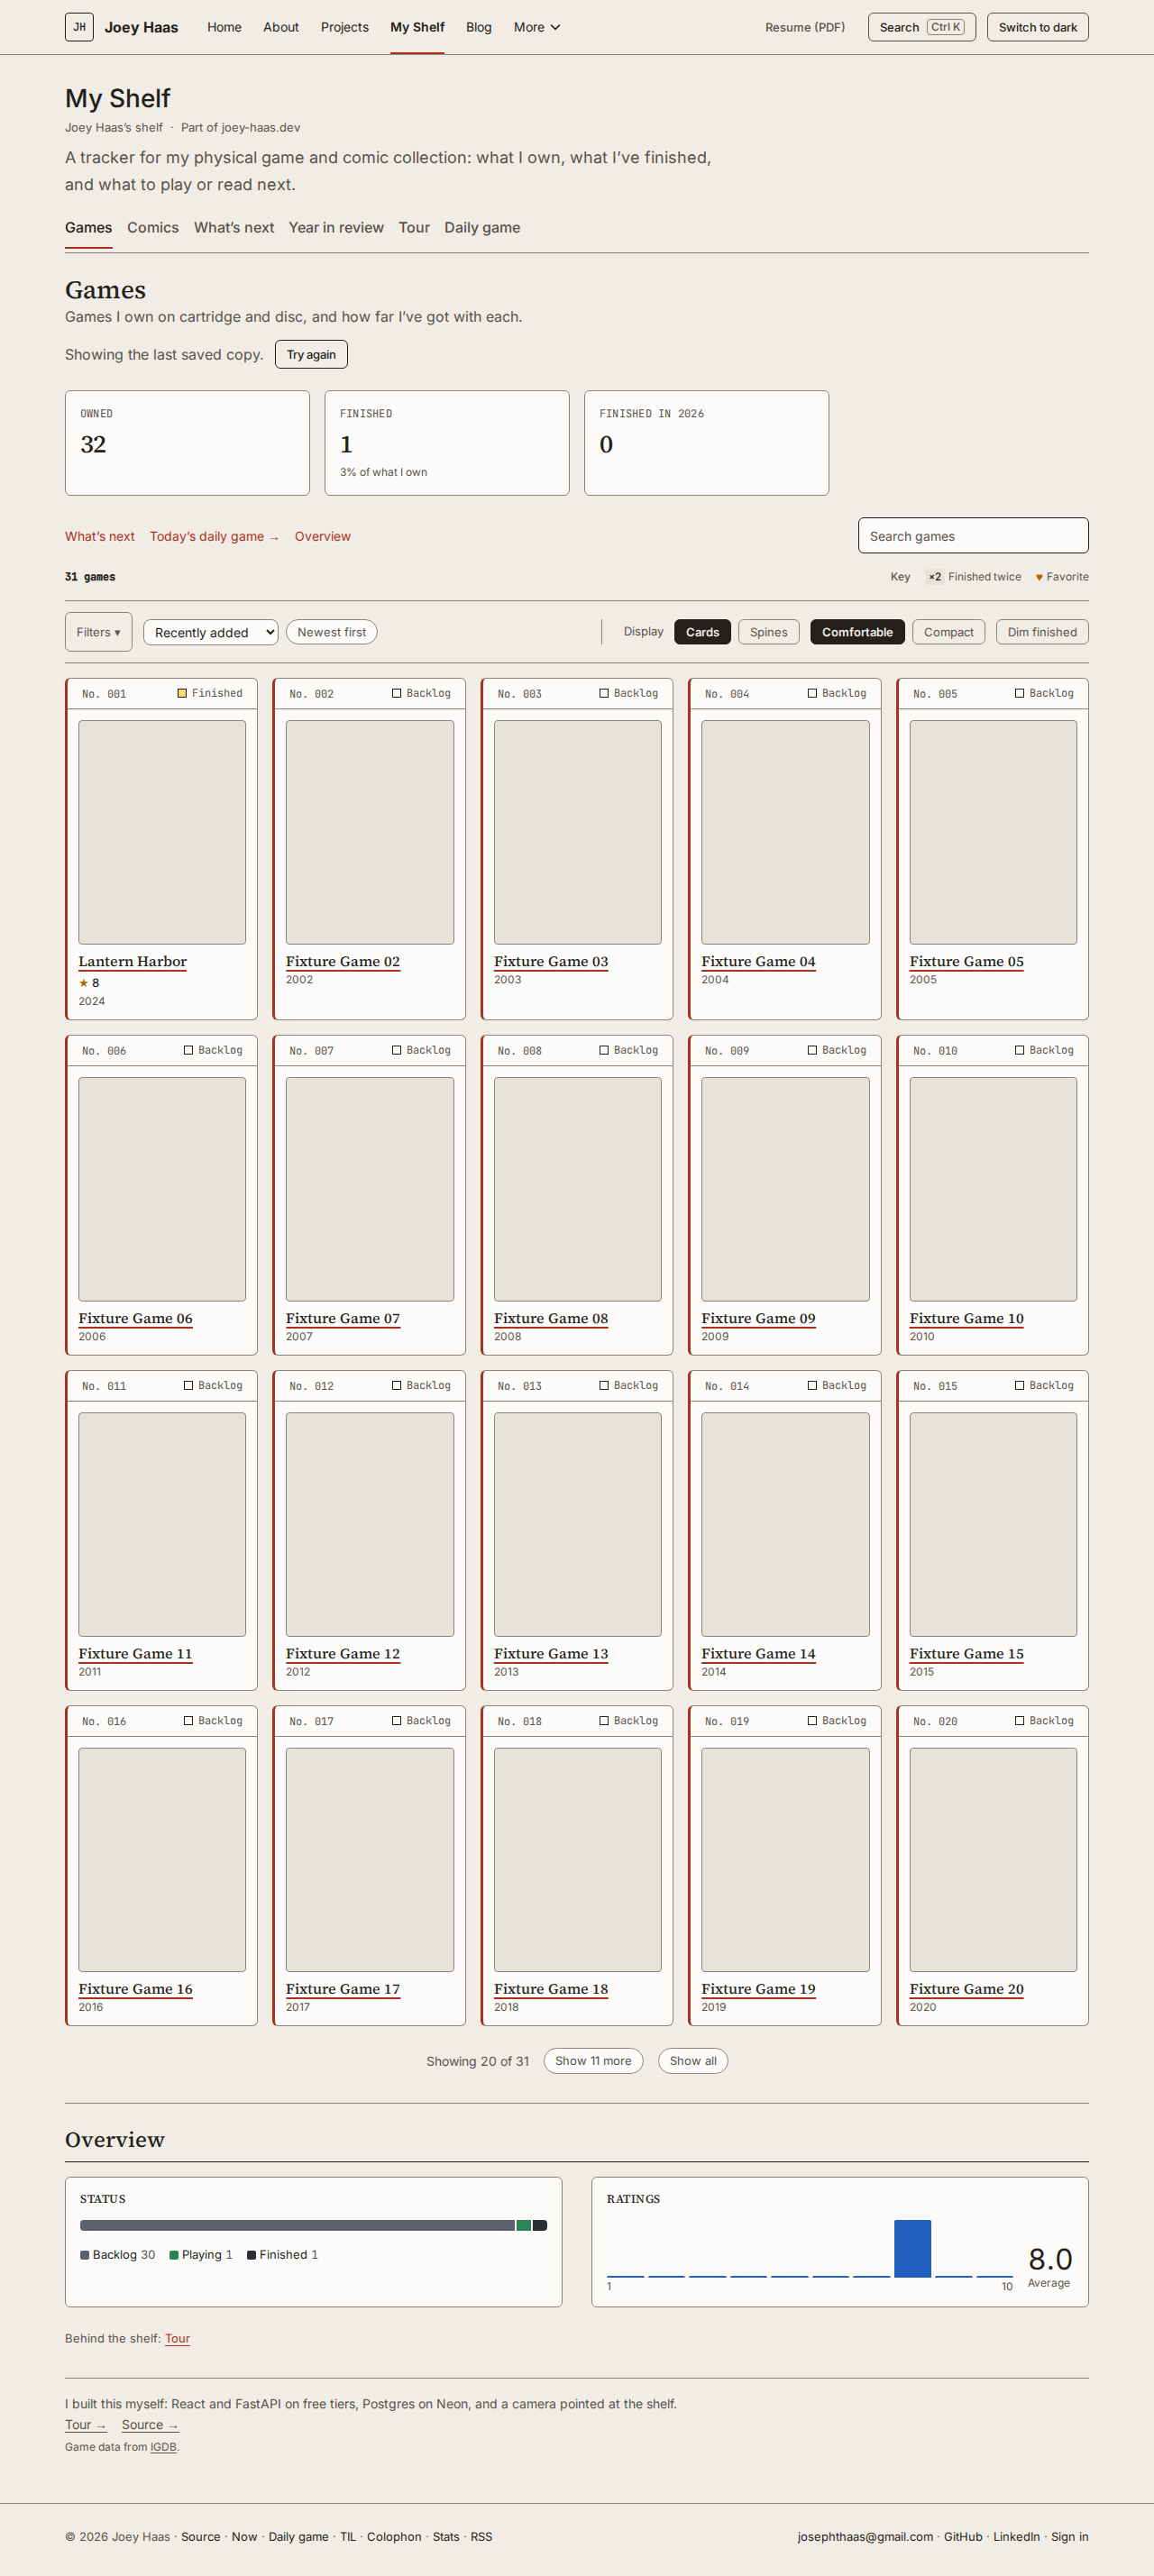 JH Joey Haas Home About Projects My Shelf Blog More Resume (PDF) Search Ctrl K Switch to dark
My Shelf
Joey Haas’s shelf · Part of joey-haas.dev
A tracker for my physical game and comic collection: what I own, what I’ve finished,
and what to play or read next.
Games Comics What’s next Year in review Tour Daily game
Games
Games I own on cartridge and disc, and how far I’ve got with each.
Showing the last saved copy. Try again
OWNED FINISHED FINISHED IN 2026
32 1 0
3% of what I own
What’s next Today’s daily game → Overview Search games
31 games Key ×2 Finished twice ♥ Favorite
Filters ▾ Recently added Newest first Display Cards Spines Comfortable Compact Dim finished
No. 001 Finished No. 002 Backlog No. 003 Backlog No. 004 Backlog No. 005 Backlog
Lantern Harbor Fixture Game 02 Fixture Game 03 Fixture Game 04 Fixture Game 05
★ 8 2002 2003 2004 2005
2024
No. 006 Backlog No. 007 Backlog No. 008 Backlog No. 009 Backlog No. 010 Backlog
Fixture Game 06 Fixture Game 07 Fixture Game 08 Fixture Game 09 Fixture Game 10
2006 2007 2008 2009 2010
No. 011 Backlog No. 012 Backlog No. 013 Backlog No. 014 Backlog No. 015 Backlog
Fixture Game 11 Fixture Game 12 Fixture Game 13 Fixture Game 14 Fixture Game 15
2011 2012 2013 2014 2015
No. 016 Backlog No. 017 Backlog No. 018 Backlog No. 019 Backlog No. 020 Backlog
Fixture Game 16 Fixture Game 17 Fixture Game 18 Fixture Game 19 Fixture Game 20
2016 2017 2018 2019 2020
Showing 20 of 31 Show 11 more Show all
Overview
STATUS
Backlog 30 Playing 1 Finished 1
RATINGS
1 10
8.0
Average
Behind the shelf: Tour
I built this myself: React and FastAPI on free tiers, Postgres on Neon, and a camera pointed at the shelf.
Tour → Source →
Game data from IGDB.
© 2026 Joey Haas · Source · Now · Daily game · TIL · Colophon · Stats · RSS josephthaas@gmail.com · GitHub · LinkedIn · Sign in